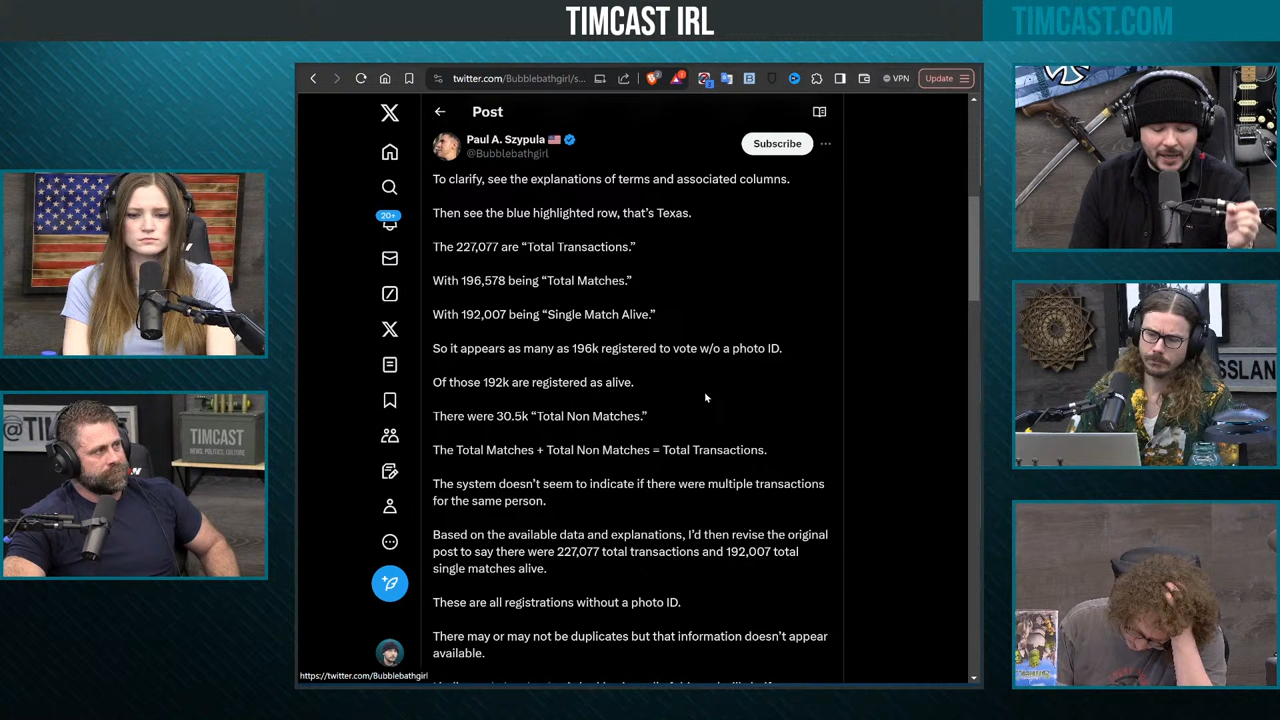 TIMCAST IRL
TIMCAST.COM
twitter.com/Bubblebathgirl/s...
VPN
Update
Post
Paul A. Szypula
@Bubblebathgirl
Subscribe
To clarify, see the explanations of terms and associated columns.
Then see the blue highlighted row, that's Texas.
The 227,077 are “Total Transactions.”
With 196,578 being “Total Matches.”
With 192,007 being “Single Match Alive.”
So it appears as many as 196k registered to vote w/o a photo ID.
Of those 192k are registered as alive.
There were 30.5k “Total Non Matches.”
The Total Matches + Total Non Matches = Total Transactions.
The system doesn't seem to indicate if there were multiple transactions
for the same person.
Based on the available data and explanations, I'd then revise the original
post to say there were 227,077 total transactions and 192,007 total
single matches alive.
These are all registrations without a photo ID.
There may or may not be duplicates but that information doesn't appear
available.
20+
https://twitter.com/Bubblebathgirl
@TIM
TIMCAST
NEWS. POLITICS. CULTURE.